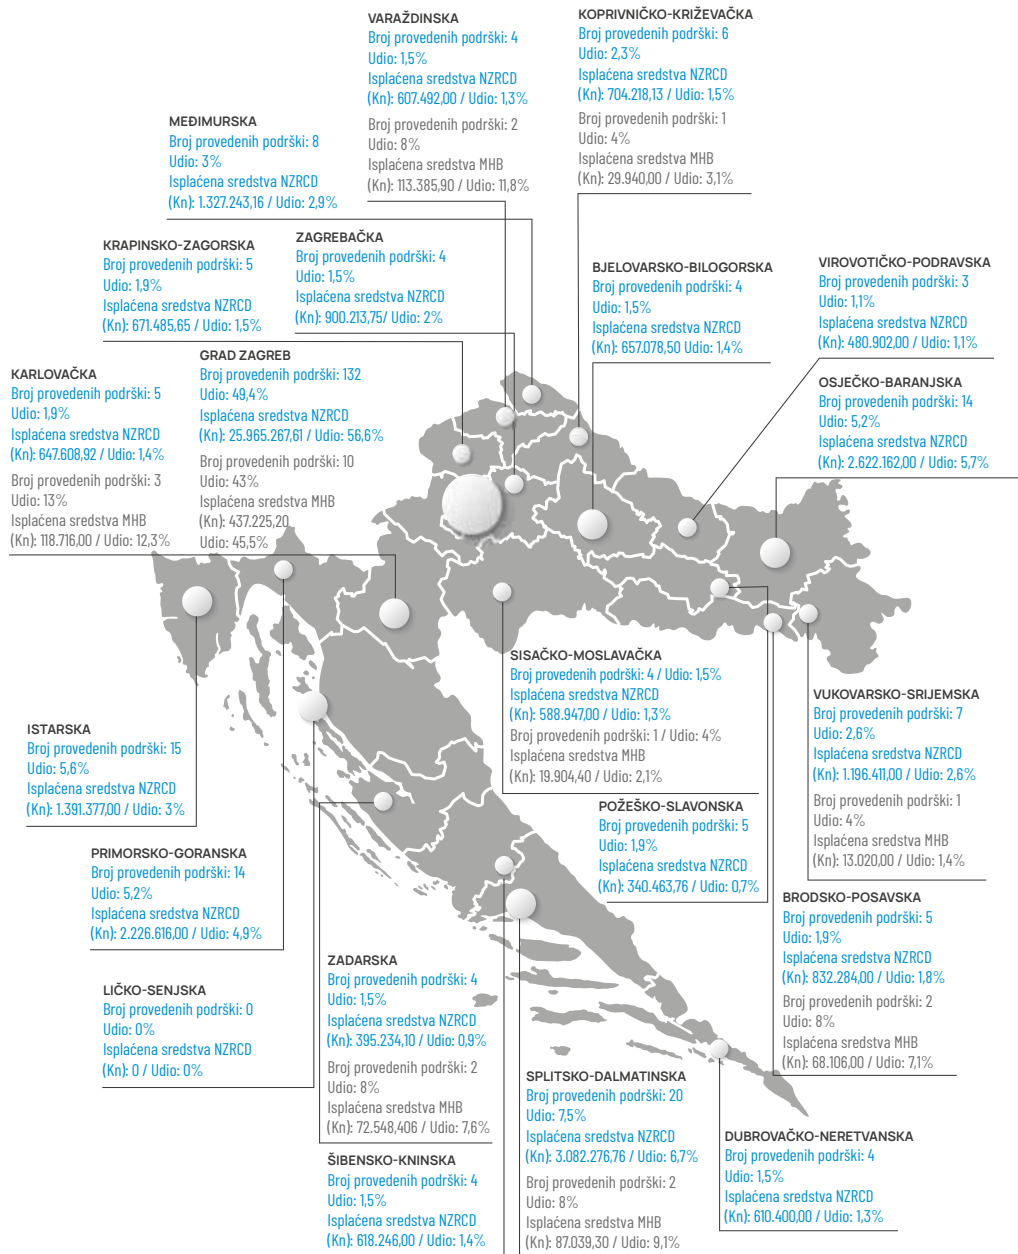 VARAŽDINSKA
Broj provedenih podrški: 4
Udio: 1,5%
Isplaćena sredstva NZRCD
(Kn): 607.492,00 / Udio: 1,3%
Broj provedenih podrški: 2
Udio: 8%
Isplaćena sredstva MHB
(Kn): 113.385,90 / Udio: 11,8%
KOPRIVNIČKO-KRIŽEVAČKA
Broj provedenih podrški: 6
Udio: 2,3%
Isplaćena sredstva NZRCD
(Kn): 704.218,13 / Udio: 1,5%
Broj provedenih podrški: 1
Udio: 4%
Isplaćena sredstva MHB
(Kn): 29.940,00 / Udio: 3,1%
MEĐIMURSKA
Broj provedenih podrški: 8
Udio: 3%
Isplaćena sredstva NZRCD
(Kn): 1.327.243,16 / Udio: 2,9%
KRAPINSKO-ZAGORSKA
Broj provedenih podrški: 5
Udio: 1,9%
Isplaćena sredstva NZRCD
(Kn): 671.485,65 / Udio: 1,5%
ZAGREBAČKA
Broj provedenih podrški: 4
Udio: 1,5%
Isplaćena sredstva NZRCD
(Kn): 900.213,75/ Udio: 2%
BJELOVARSKO-BILOGORSKA
Broj provedenih podrški: 4
Udio: 1,5%
Isplaćena sredstva NZRCD
(Kn): 657.078,50 Udio: 1,4%
VIROVOTIČKO-PODRAVSKA
Broj provedenih podrški: 3
Udio: 1,1%
Isplaćena sredstva NZRCD
(Kn): 480.902,00 / Udio: 1,1%
KARLOVAČKA
Broj provedenih podrški: 5
Udio: 1,9%
Isplaćena sredstva NZRCD
(Kn): 647.608,92 / Udio: 1,4%
Broj provedenih podrški: 3
Udio: 13%
Isplaćena sredstva MHB
(Kn): 118.716,00 / Udio: 12,3%
GRAD ZAGREB
Broj provedenih podrški: 132
Udio: 49,4%
Isplaćena sredstva NZRCD
(Kn): 25.965.267,61 / Udio: 56,6%
Broj provedenih podrški: 10
Udio: 43%
Isplaćena sredstva MHB
(Kn): 437.225,20
Udio: 45,5%
OSJEČKO-BARANJSKA
Broj provedenih podrški: 14
Udio: 5,2%
Isplaćena sredstva NZRCD
(Kn): 2.622.162,00 / Udio: 5,7%
SISAČKO-MOSLAVAČKA
Broj provedenih podrški: 4 / Udio: 1,5%
Isplaćena sredstva NZRCD
(Kn): 588.947,00 / Udio: 1,3%
Broj provedenih podrški: 1 / Udio: 4%
Isplaćena sredstva MHB
(Kn): 19.904,40 / Udio: 2,1%
VUKOVARSKO-SRIJEMSKA
Broj provedenih podrški: 7
Udio: 2,6%
Isplaćena sredstva NZRCD
(Kn): 1.196.411,00 / Udio: 2,6%
Broj provedenih podrški: 1
Udio: 4%
Isplaćena sredstva MHB
(Kn): 13.020,00 / Udio: 1,4%
ISTARSKA
Broj provedenih podrški: 15
Udio: 5,6%
Isplaćena sredstva NZRCD
(Kn): 1.391.377,00 / Udio: 3%
POŽEŠKO-SLAVONSKA
Broj provedenih podrški: 5
Udio: 1,9%
Isplaćena sredstva NZRCD
(Kn): 340.463,76 / Udio: 0,7%
PRIMORSKO-GORANSKA
Broj provedenih podrški: 14
Udio: 5,2%
Isplaćena sredstva NZRCD
(Kn): 2.226.616,00 / Udio: 4,9%
BRODSKO-POSAVSKA
Broj provedenih podrški: 5
Udio: 1,9%
Isplaćena sredstva NZRCD
(Kn): 832.284,00 / Udio: 1,8%
Broj provedenih podrški: 2
Udio: 8%
Isplaćena sredstva MHB
(Kn): 68.106,00 / Udio: 7,1%
LIČKO-SENJSKA
Broj provedenih podrški: 0
Udio: 0%
Isplaćena sredstva NZRCD
(Kn): 0 / Udio: 0%
ZADARSKA
Broj provedenih podrški: 4
Udio: 1,5%
Isplaćena sredstva NZRCD
(Kn): 395.234,10 / Udio: 0,9%
Broj provedenih podrški: 2
Udio: 8%
Isplaćena sredstva MHB
(Kn): 72.548,406 / Udio: 7,6%
SPLITSKO-DALMATINSKA
Broj provedenih podrški: 20
Udio: 7,5%
Isplaćena sredstva NZRCD
(Kn): 3.082.276,76 / Udio: 6,7%
Broj provedenih podrški: 2
Udio: 8%
Isplaćena sredstva MHB
(Kn): 87.039,30 / Udio: 9,1%
DUBROVAČKO-NERETVANSKA
Broj provedenih podrški: 4
Udio: 1,5%
Isplaćena sredstva NZRCD
(Kn): 610.400,00 / Udio: 1,3%
ŠIBENSKO-KNINSKA
Broj provedenih podrški: 4
Udio: 1,5%
Isplaćena sredstva NZRCD
(Kn): 618.246,00 / Udio: 1,4%